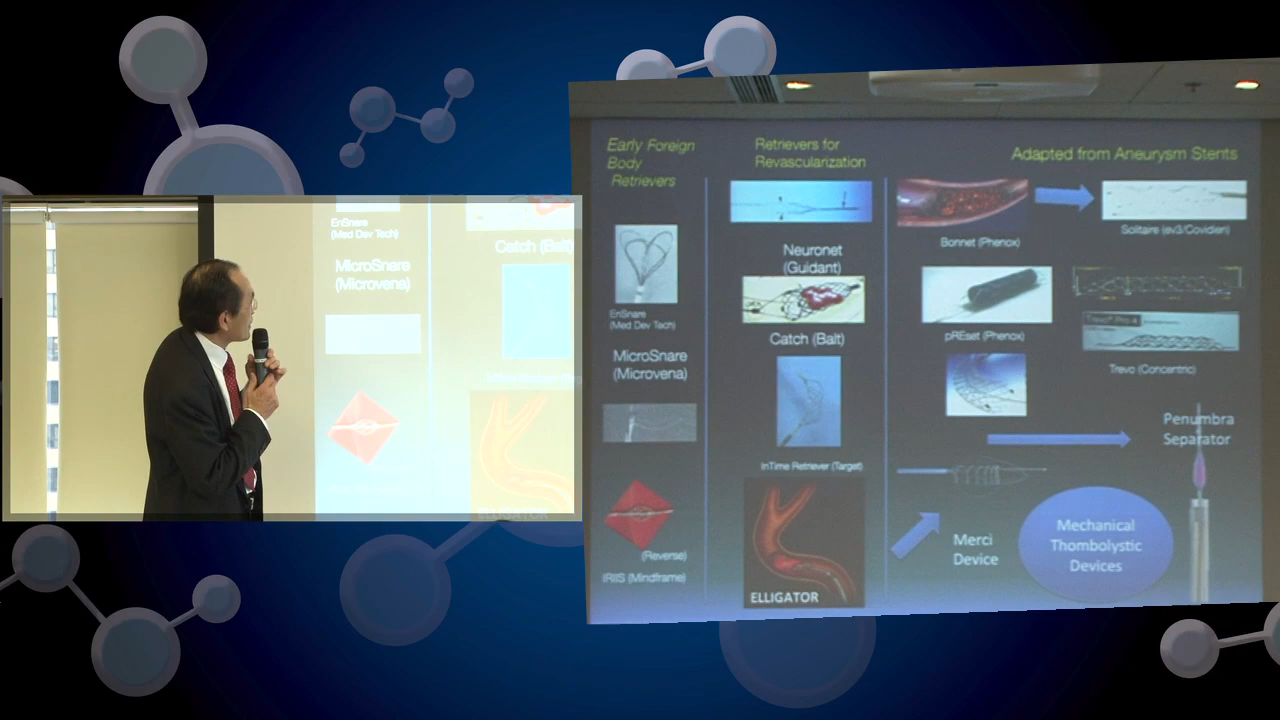 EnSnare
(Med Dev Tech)
MicroSnare
(Microvena)
Catch (Balt)
ELLIGATOR
Early Foreign
Body
Retrievers
EnSnare
(Med Dev Tech)
MicroSnare
(Microvena)
(Reverse)
IRIIS (Mindframe)
Retrievers for
Revascularization
Neuronet
(Guidant)
Catch (Balt)
InTime Retriever (Target)
ELLIGATOR
Adapted from Aneurysm Stents
Bonnet (Phenox)
Solitaire (ev3/Covidien)
pREset (Phenox)
Trevo (Concentric)
Penumbra
Separator
Merci
Device
Mechanical
Thombolystic
Devices